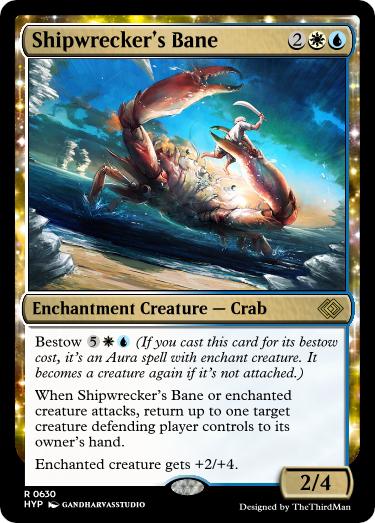 Shipwrecker's Bane 2
Enchantment Creature — Crab
Bestow 5 (If you cast this card for its bestow
cost, it's an Aura spell with enchant creature. It
becomes a creature again if it's not attached.)
When Shipwrecker's Bane or enchanted
creature attacks, return up to one target
creature defending player controls to its
owner's hand.
Enchanted creature gets +2/+4.
2/4
R 0630
HYP GANDHARVASSTUDIO
Designed by TheThirdMan